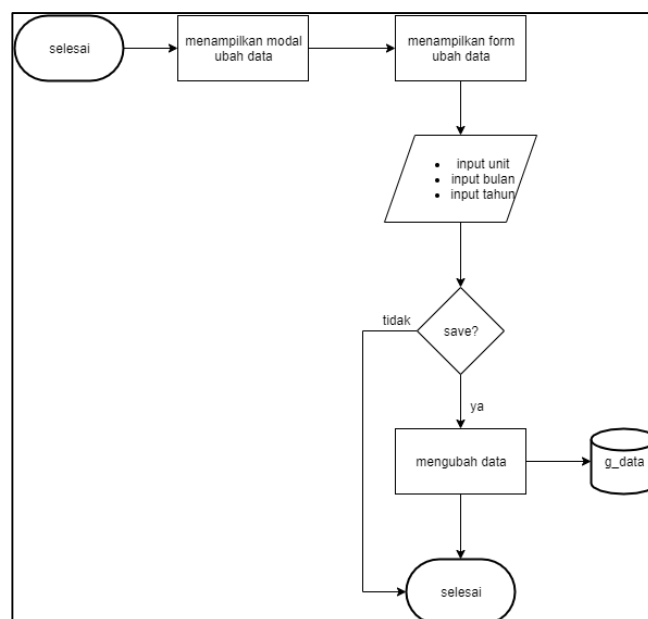 selesai
menampilkan modal
ubah data
menampilkan form
ubah data
• input unit
• input bulan
• input tahun
tidak
save?
ya
mengubah data
g_data
selesai